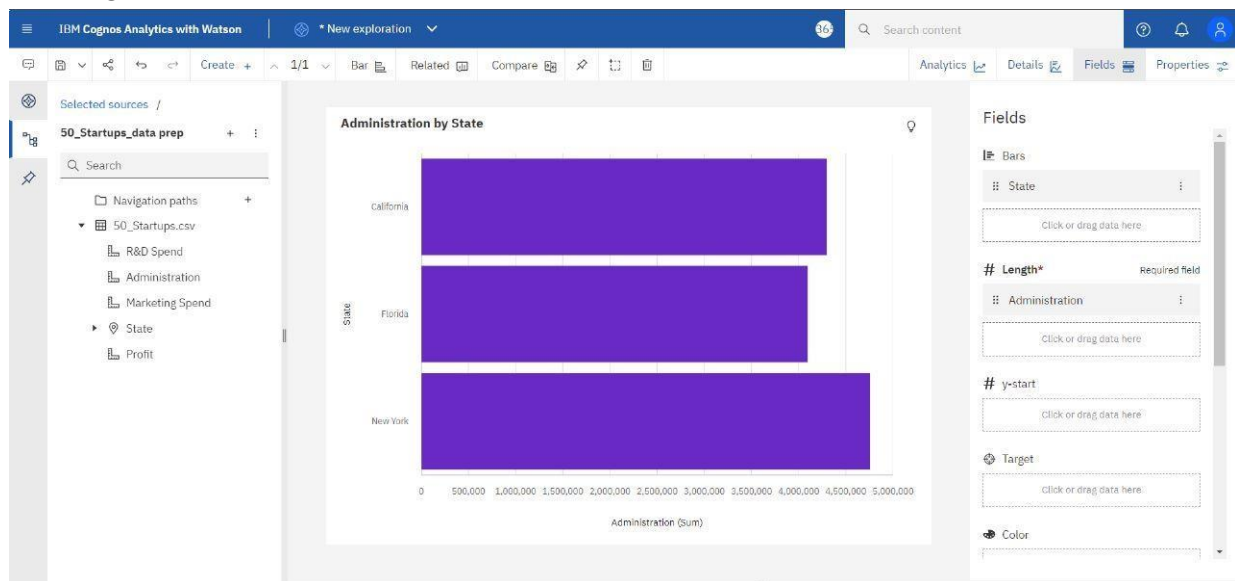 IBM Cognos Analytics with Watson
* New exploration
Search content
Create +
1/1
Bar
Related
Compare
Analytics
Details
Fields
Properties
Selected sources /
50_Startups_data prep
Search
Navigation paths
50_Startups.csv
R&D Spend
Administration
Marketing Spend
State
Profit
Administration by State
California
Florida
New York
State
0 500,000 1,000,000 1,500,000 2,000,000 2,500,000 3,000,000 3,500,000 4,000,000 4,500,000 5,000,000
Administration (Sum)
Fields
Bars
State
Click or drag data here
# Length* Required field
Administration
Click or drag data here
# y-start
Click or drag data here
Target
Click or drag data here
Color